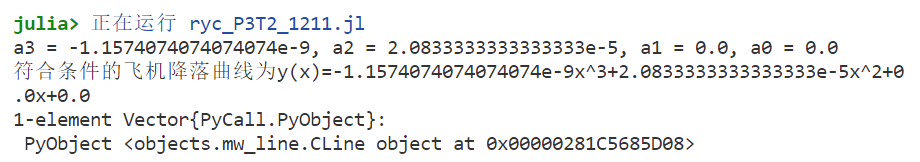 julia> 正在运行 ryc_P3T2_1211.jl
a3 = -1.1574074074074074e-9, a2 = 2.0833333333333333e-5, a1 = 0.0, a0 = 0.0
符合条件的飞机降落曲线为y(x)=-1.1574074074074074e-9x^3+2.0833333333333333e-5x^2+0
.0x+0.0
1-element Vector{PyCall.PyObject}:
 PyObject <objects.mw_line.CLine object at 0x00000281C5685D08>